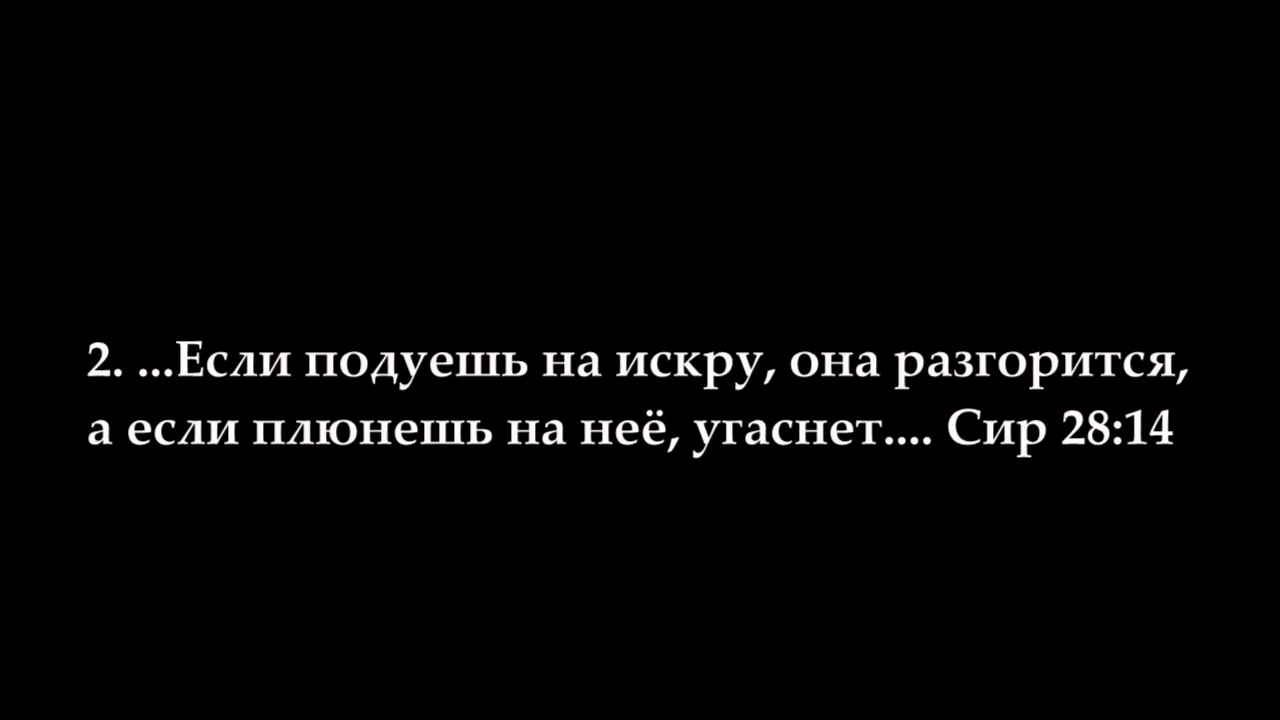 2. ...Если подуешь на искру, она разгорится,
а если плюнешь на неё, угаснет.... Сир 28:14